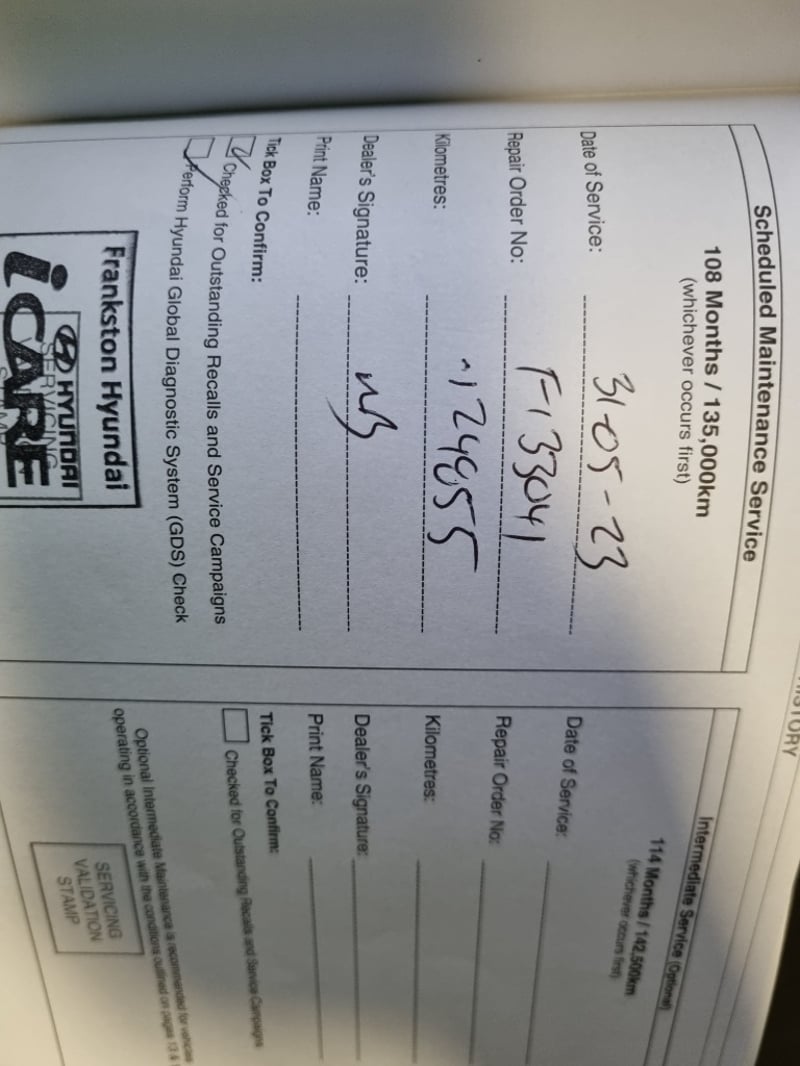 HISTORY
Scheduled Maintenance Service
108 Months / 135,000km
(whichever occurs first)
Date of Service: 31-05-23
Repair Order No: F133041
Kilometres: 124855
Dealer's Signature:
Print Name:
Tick Box To Confirm:
Checked for Outstanding Recalls and Service Campaigns
Perform Hyundai Global Diagnostic System (GDS) Check
Frankston Hyundai
HYUNDAI
iCARE
SERVICING
Intermediate Service (Optional)
114 Months / 142,500km
(whichever occurs first)
Date of Service:
Repair Order No:
Kilometres:
Dealer's Signature:
Print Name:
Tick Box To Confirm:
Checked for Outstanding Recalls and Service Campaigns
Optional Intermediate Maintenance is recommended for vehicles
operating in accordance with the conditions outlined on pages 13 &
SERVICING
VALIDATION
STAMP